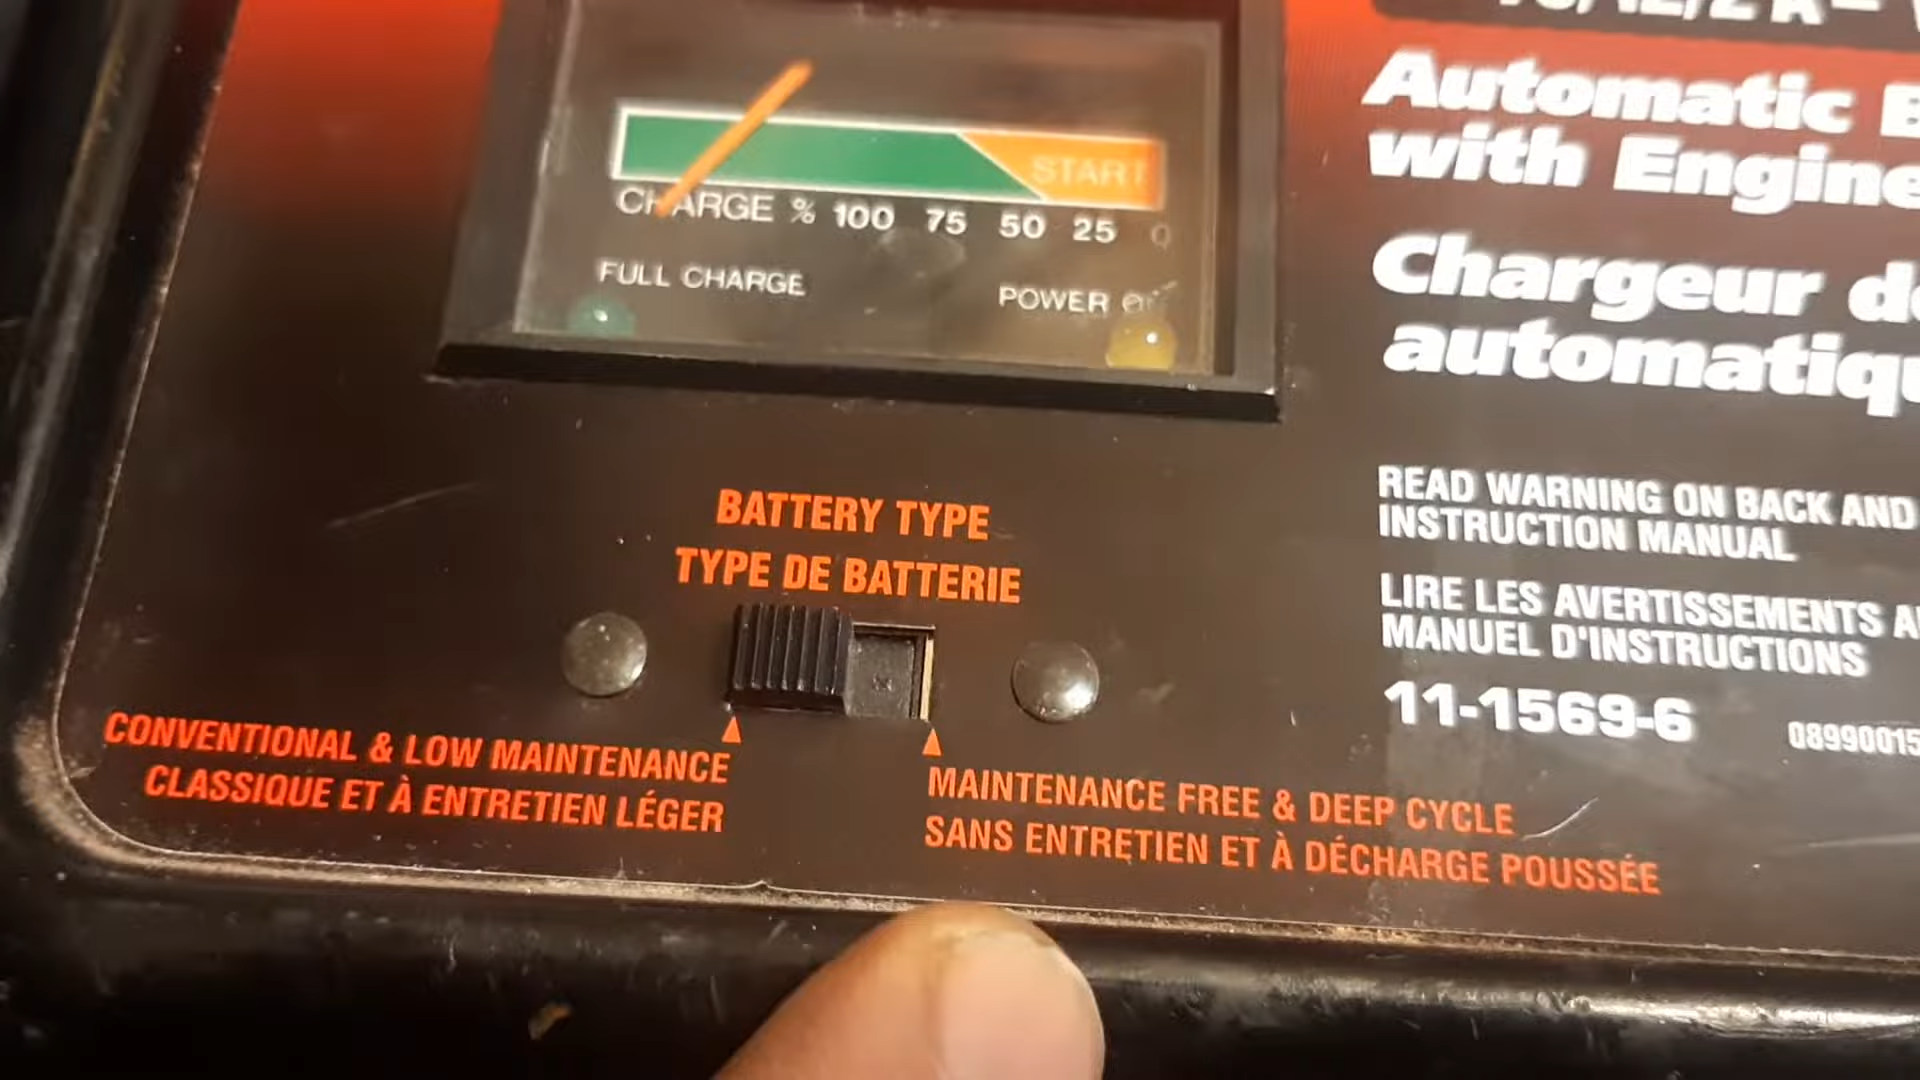 Automatic
with Engine
START
CHARGE % 100 75 50 25 0
FULL CHARGE
POWER
Chargeur
automatiq
BATTERY TYPE
TYPE DE BATTERIE
CONVENTIONAL & LOW MAINTENANCE
CLASSIQUE ET À ENTRETIEN LÉGER
MAINTENANCE FREE & DEEP CYCLE
SANS ENTRETIEN ET À DÉCHARGE POUSSÉE
READ WARNING ON BACK AND
INSTRUCTION MANUAL
LIRE LES AVERTISSEMENTS
MANUEL D'INSTRUCTIONS
11-1569-6